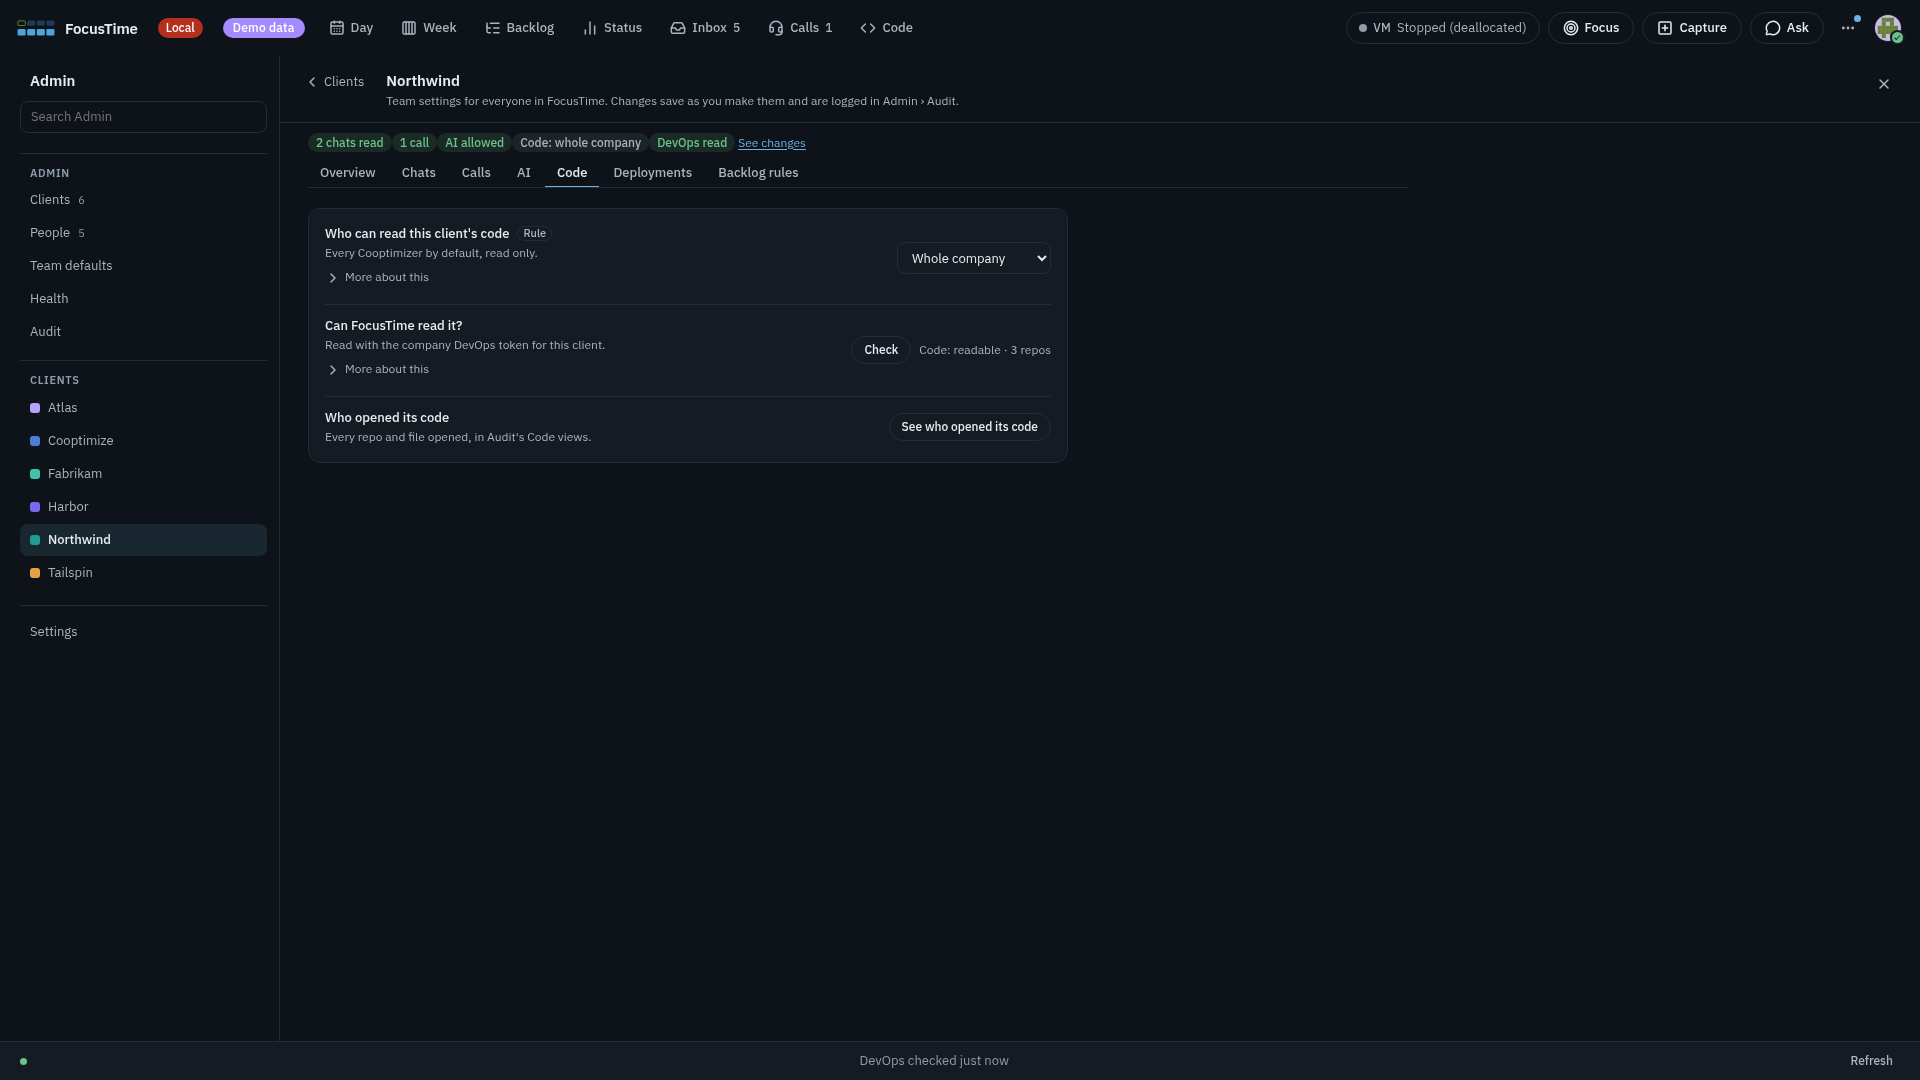 FocusTime
Local
Demo data
Day
Week
Backlog
Status
Inbox 5
Calls 1
Code
VM Stopped (deallocated)
Focus
Capture
Ask
Admin
Search Admin
ADMIN
Clients 6
People 5
Team defaults
Health
Audit
CLIENTS
Atlas
Cooptimize
Fabrikam
Harbor
Northwind
Tailspin
Settings
Clients
Northwind
Team settings for everyone in FocusTime. Changes save as you make them and are logged in Admin › Audit.
2 chats read 1 call AI allowed Code: whole company DevOps read See changes
Overview Chats Calls AI Code Deployments Backlog rules
Who can read this client's code Rule
Every Cooptimizer by default, read only.
More about this
Whole company
Can FocusTime read it?
Read with the company DevOps token for this client.
More about this
Check Code: readable · 3 repos
Who opened its code
Every repo and file opened, in Audit's Code views.
See who opened its code
DevOps checked just now
Refresh